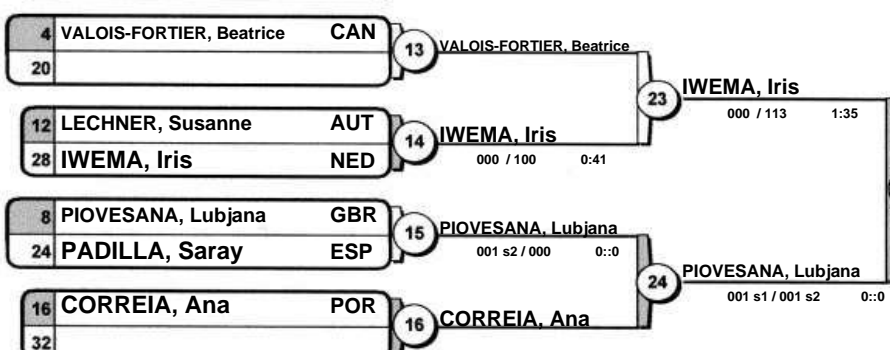 4 VALOIS-FORTIER, Beatrice CAN
20
13
VALOIS-FORTIER, Beatrice
12 LECHNER, Susanne AUT
28 IWEMA, Iris NED
14
IWEMA, Iris
000 / 100 0:41
23
IWEMA, Iris
000 / 113 1:35
8 PIOVESANA, Lubjana GBR
24 PADILLA, Saray ESP
15
PIOVESANA, Lubjana
001 s2 / 000 0::0
16 CORREIA, Ana POR
32
16
CORREIA, Ana
24
PIOVESANA, Lubjana
001 s1 / 001 s2 0::0